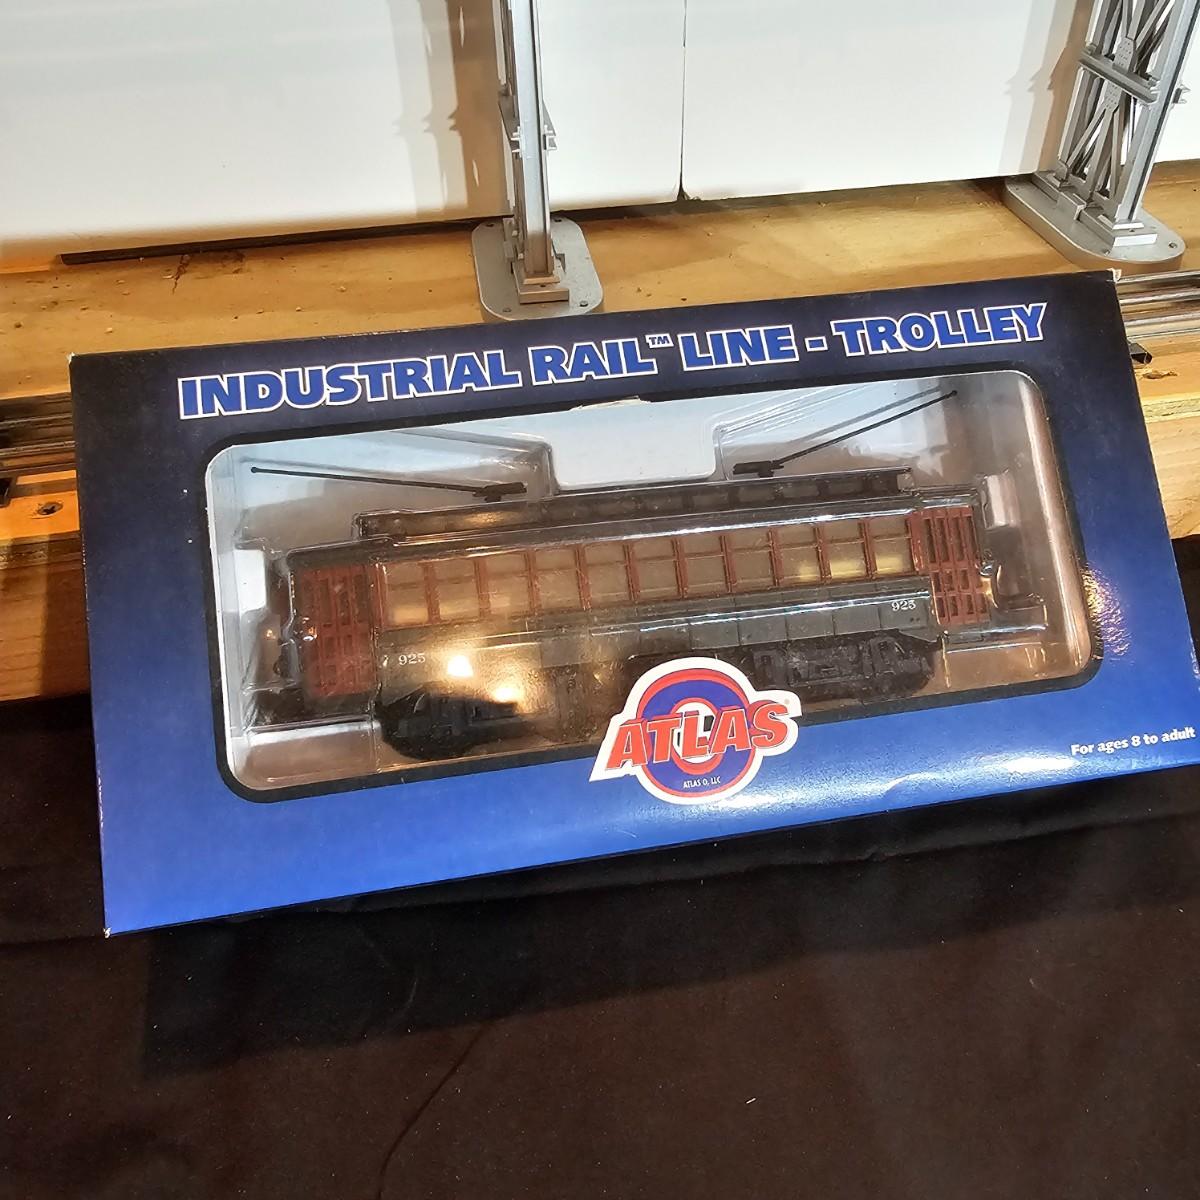 INDUSTRIAL RAIL™ LINE - TROLLEY
925
925
ATLAS®
ATLAS O, LLC
For ages 8 to adult